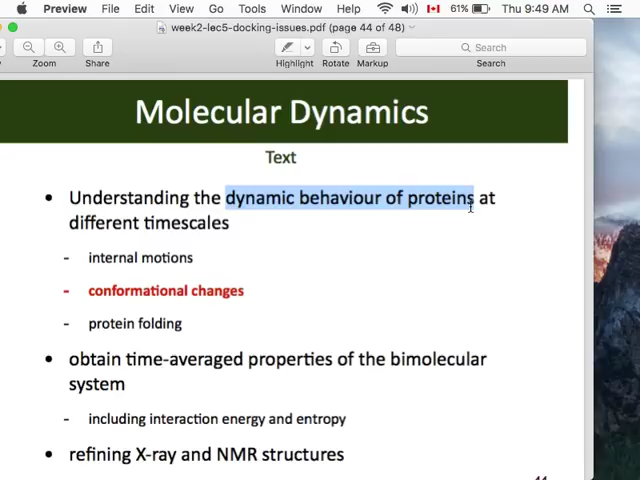 Preview File Edit View Go Tools Window Help 61% Thu 9:49 AM
week2-lec5-docking-issues.pdf (page 44 of 48)
Search
Zoom Share Highlight Rotate Markup Search
Molecular Dynamics
Text
• Understanding the dynamic behaviour of proteins at
different timescales
- internal motions
- conformational changes
- protein folding
• obtain time-averaged properties of the bimolecular
system
- including interaction energy and entropy
• refining X-ray and NMR structures